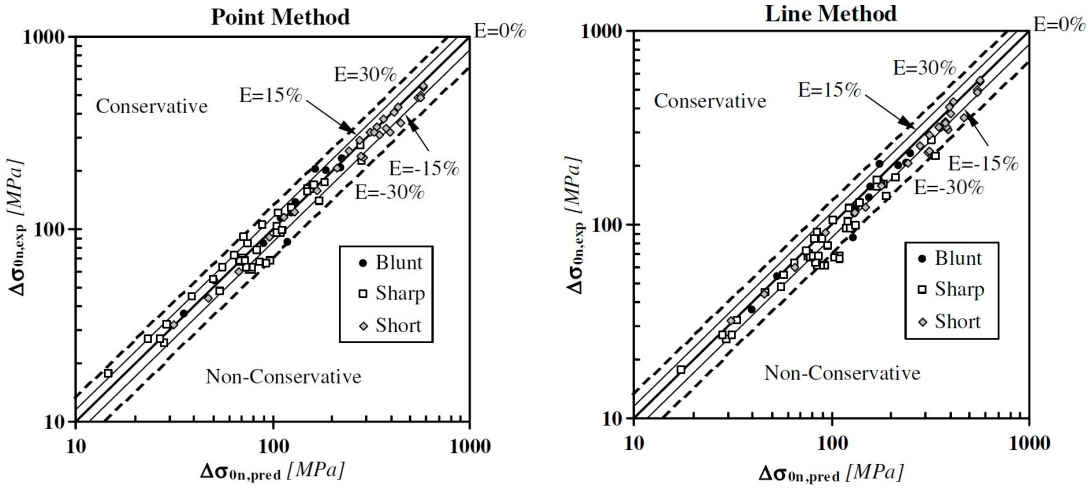 Point Method
1000
E=0%
E=30%
Conservative
E=15%
E=-15%
E=-30%
100
Δσ0n,exp [MPa]
Blunt
Sharp
Short
Non-Conservative
10
10
100
1000
Δσ0n,pred [MPa]
Line Method
1000
E=0%
E=30%
E=15%
Conservative
E=-15%
E=-30%
100
Δσ0n,exp [MPa]
Blunt
Sharp
Short
Non-Conservative
10
10
100
1000
Δσ0n,pred [MPa]